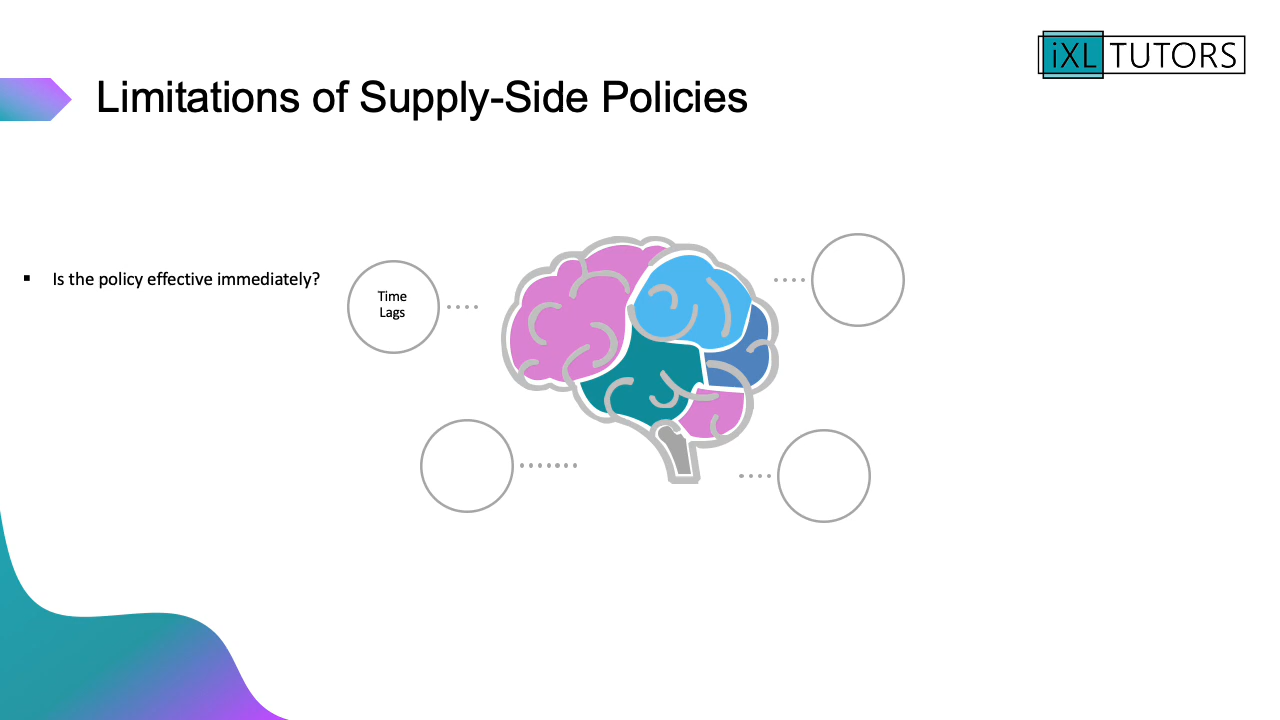 iXL TUTORS
Limitations of Supply-Side Policies
▪ Is the policy effective immediately?
Time
Lags